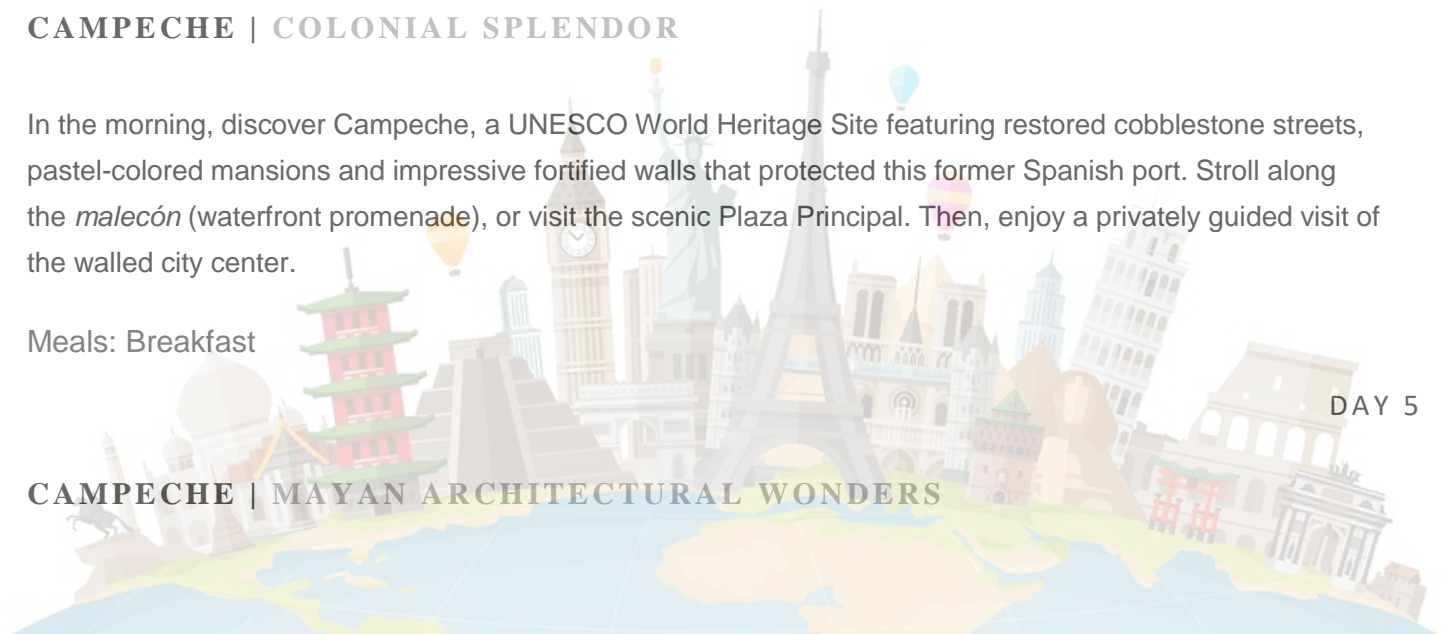 CAMPECHE | COLONIAL SPLENDOR
In the morning, discover Campeche, a UNESCO World Heritage Site featuring restored cobblestone streets,
pastel-colored mansions and impressive fortified walls that protected this former Spanish port. Stroll along
the malecón (waterfront promenade), or visit the scenic Plaza Principal. Then, enjoy a privately guided visit of
the walled city center.
Meals: Breakfast
DAY 5
CAMPECHE | MAYAN ARCHITECTURAL WONDERS